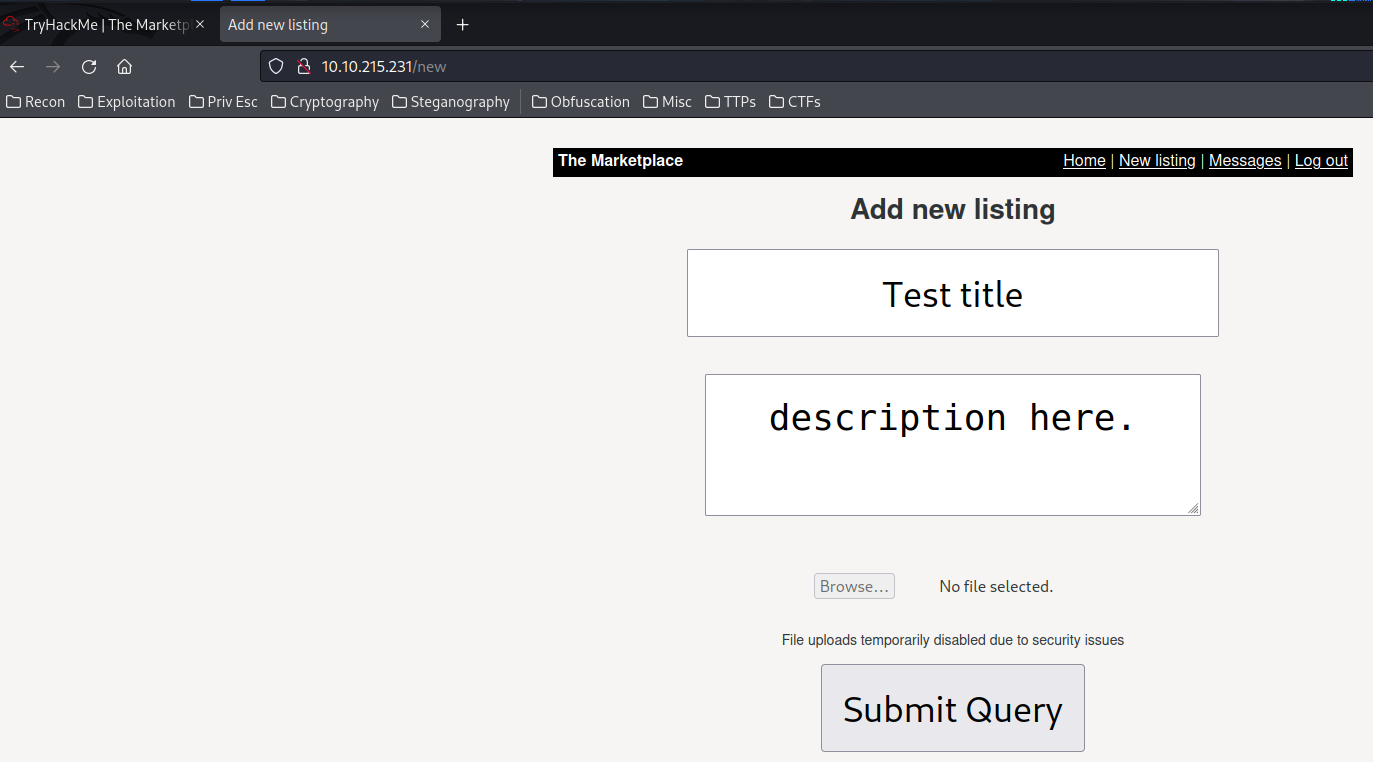 TryHackMe | The Marketpl
Add new listing
10.10.215.231/new
Recon Exploitation Priv Esc Cryptography Steganography Obfuscation Misc TTPs CTFs
The Marketplace Home | New listing | Messages | Log out
Add new listing
Test title
description here.
Browse... No file selected.
File uploads temporarily disabled due to security issues
Submit Query